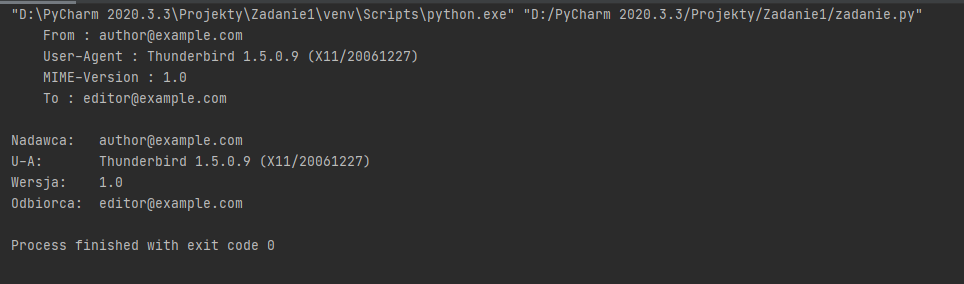 "D:\PyCharm 2020.3.3\Projekty\Zadanie1\venv\Scripts\python.exe" "D:/PyCharm 2020.3.3/Projekty/Zadanie1/zadanie.py"
From : author@example.com
User-Agent : Thunderbird 1.5.0.9 (X11/20061227)
MIME-Version : 1.0
To : editor@example.com
Nadawca: author@example.com
U-A: Thunderbird 1.5.0.9 (X11/20061227)
Wersja: 1.0
Odbiorca: editor@example.com
Process finished with exit code 0